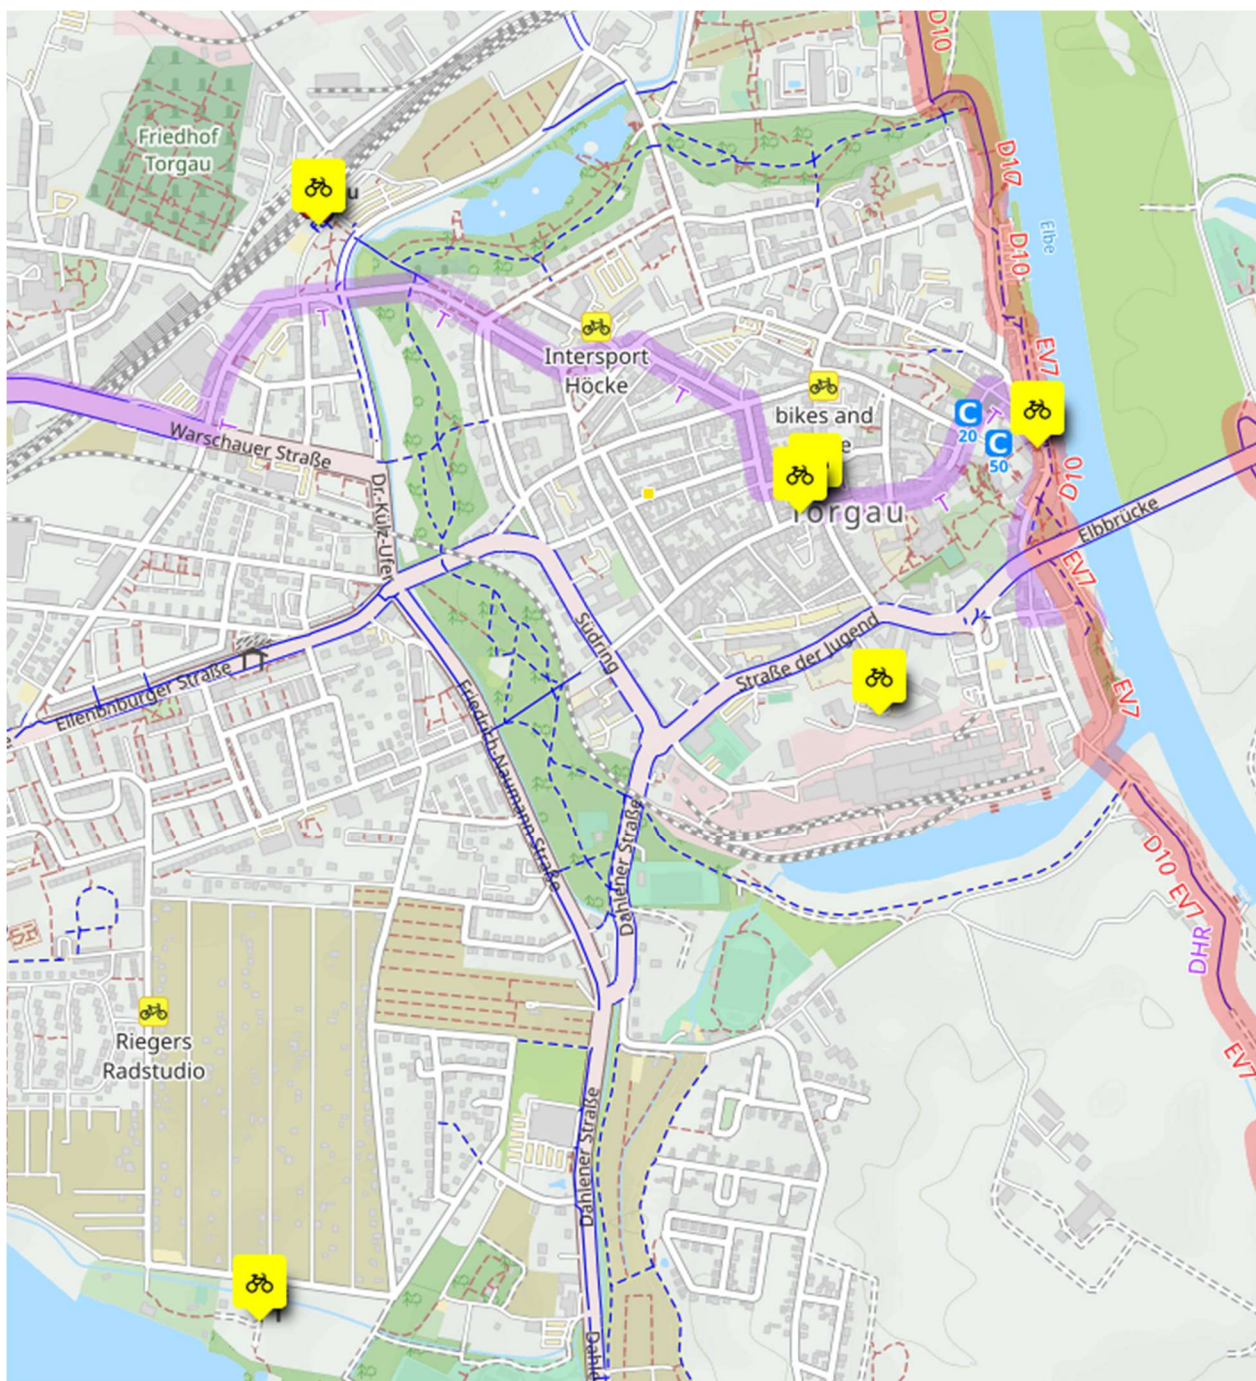 D10
Friedhof
Torgau
u
D10
D10
Elbe
T
T
Intersport
Höcke
T
EV7
bikes and
e
C
20
C
50
T
T
Warschauer Straße
T
D10
Dr.-Külz-Ufer
Torgau
Elbbrücke
EV7
Südring
Straße der Jugend
Eilenbnburger Straße
e
Friedrich-Naumann-Straße
EV7
Dahlener Straße
D10 EV7
DHR
Riegers
Radstudio
EV7
Dahlener Straße
Dahle